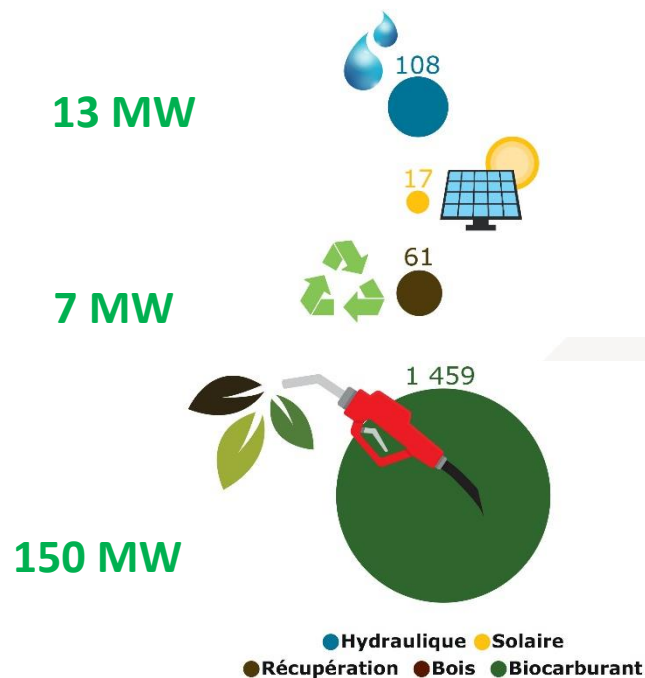 108
13 MW
17
61
7 MW
1 459
150 MW
Hydraulique Solaire
Récupération Bois Biocarburant